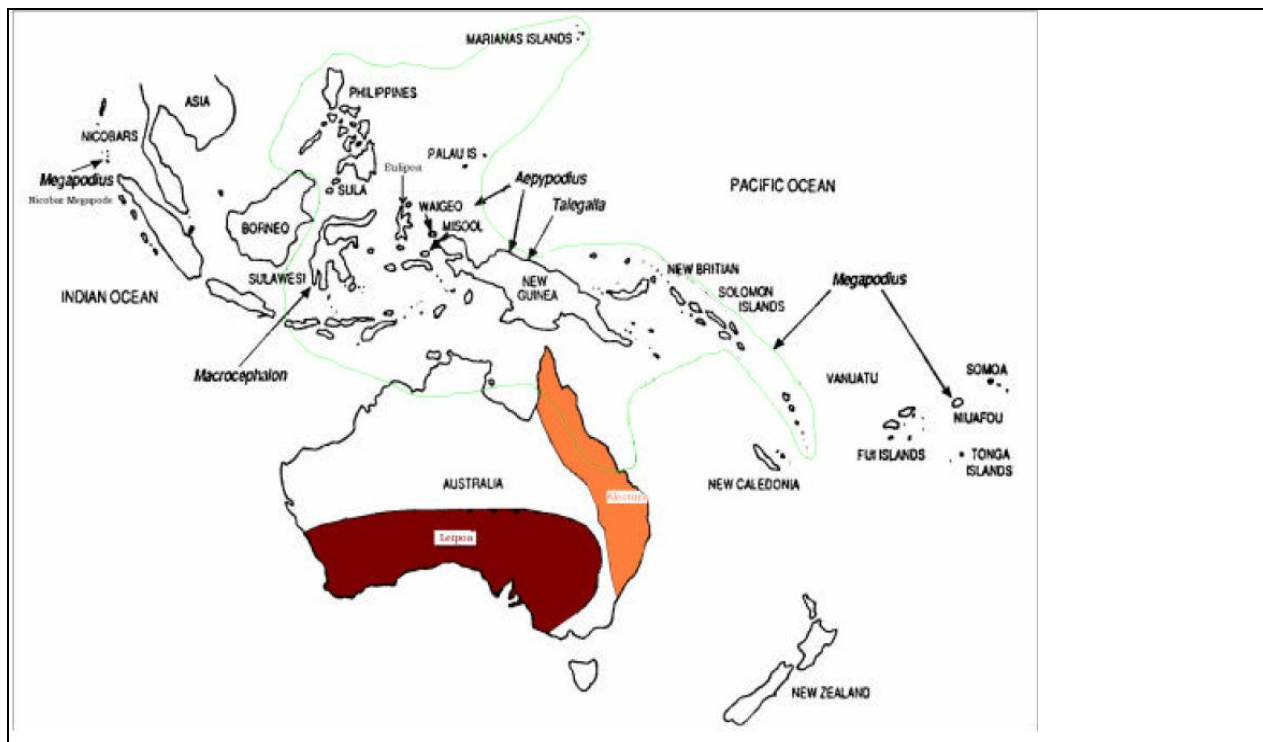 MARIANAS ISLANDS
PHILIPPINES
ASIA
NICOBARS
PALAU IS
EuEpoa
Megapodius
Nicobar Megapode
SULA
Aepypodius
PACIFIC OCEAN
WAIGEO
Talegalla
MISOOL
BORNEO
SULAWESI
NEW
GUINEA
NEW BRITIAN
SOLOMON
ISLANDS
Megapodius
INDIAN OCEAN
Macrocephalon
VANUATU
SOMOA
NIUAFOU
FIJI ISLANDS
TONGA
ISLANDS
NEW CALEDONIA
AUSTRALIA
Leipoa
NEW ZEALAND